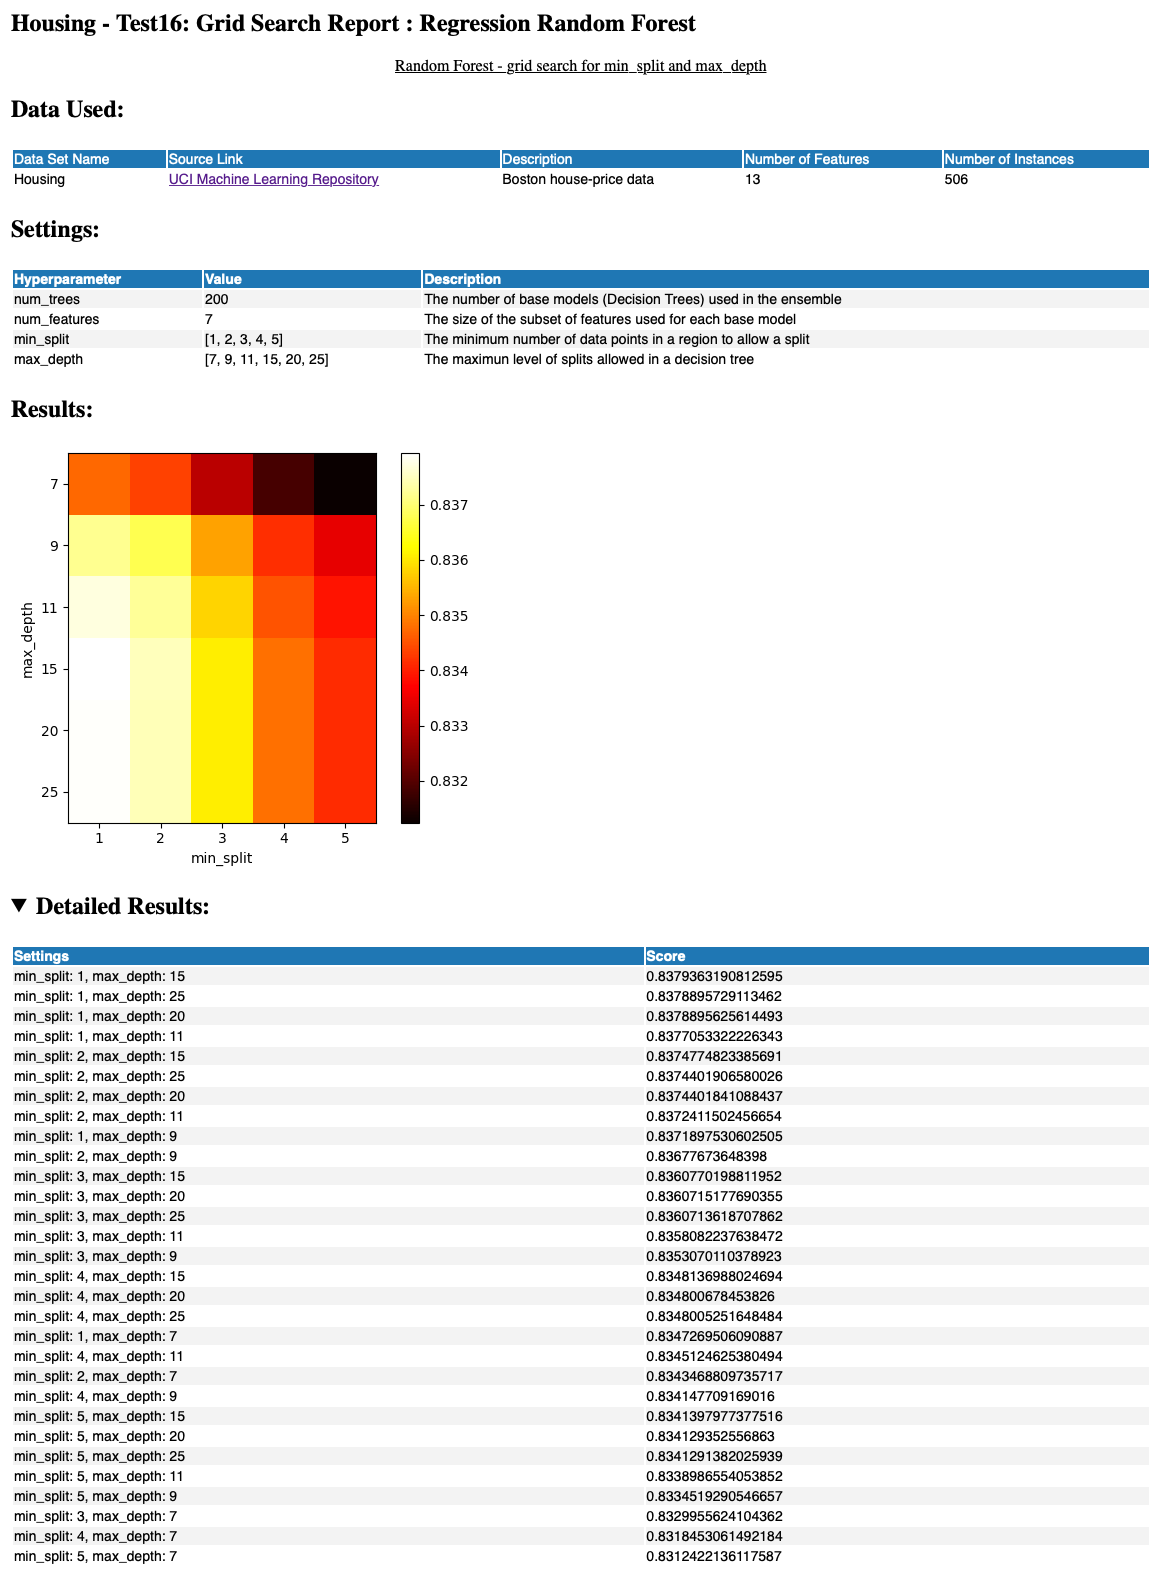 Housing - Test16: Grid Search Report : Regression Random Forest
Random Forest - grid search for min_split and max_depth
Data Used:
Data Set Name Source Link Description Number of Features Number of Instances
Housing UCI Machine Learning Repository Boston house-price data 13 506
Settings:
Hyperparameter Value Description
num_trees 200 The number of base models (Decision Trees) used in the ensemble
num_features 7 The size of the subset of features used for each base model
min_split [1, 2, 3, 4, 5] The minimum number of data points in a region to allow a split
max_depth [7, 9, 11, 15, 20, 25] The maximun level of splits allowed in a decision tree
Results:
max_depth
7
9
11
15
20
25
1 2 3 4 5
min_split
0.837
0.836
0.835
0.834
0.833
0.832
▼ Detailed Results:
Settings Score
min_split: 1, max_depth: 15 0.8379363190812595
min_split: 1, max_depth: 25 0.8378895729113462
min_split: 1, max_depth: 20 0.8378895625614493
min_split: 1, max_depth: 11 0.8377053322226343
min_split: 2, max_depth: 15 0.8374774823385691
min_split: 2, max_depth: 25 0.8374401906580026
min_split: 2, max_depth: 20 0.8374401841088437
min_split: 2, max_depth: 11 0.8372411502456654
min_split: 1, max_depth: 9 0.8371897530602505
min_split: 2, max_depth: 9 0.83677673648398
min_split: 3, max_depth: 15 0.8360770198811952
min_split: 3, max_depth: 20 0.8360715177690355
min_split: 3, max_depth: 25 0.8360713618707862
min_split: 3, max_depth: 11 0.8358082237638472
min_split: 3, max_depth: 9 0.8353070110378923
min_split: 4, max_depth: 15 0.8348136988024694
min_split: 4, max_depth: 20 0.834800678453826
min_split: 4, max_depth: 25 0.8348005251648484
min_split: 1, max_depth: 7 0.8347269506090887
min_split: 4, max_depth: 11 0.8345124625380494
min_split: 2, max_depth: 7 0.8343468809735717
min_split: 4, max_depth: 9 0.834147709169016
min_split: 5, max_depth: 15 0.8341397977377516
min_split: 5, max_depth: 20 0.834129352556863
min_split: 5, max_depth: 25 0.8341291382025939
min_split: 5, max_depth: 11 0.8338986554053852
min_split: 5, max_depth: 9 0.8334519290546657
min_split: 3, max_depth: 7 0.8329955624104362
min_split: 4, max_depth: 7 0.8318453061492184
min_split: 5, max_depth: 7 0.8312422136117587